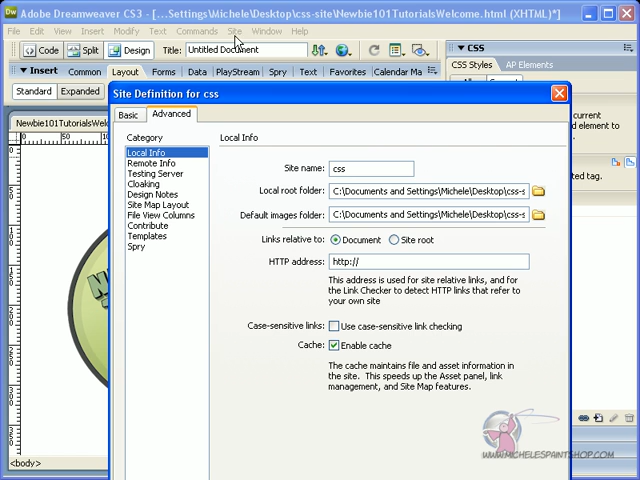 Adobe Dreamweaver CS3 - [...Settings\Michele\Desktop\css-site\Newbie101TutorialsWelcome.html (XHTML)*]
File Edit View Insert Modify Text Commands Site Window Help
Code Split Design Title: Untitled Document
CSS
Insert Common Layout Forms Data PlayStream Spry Text Favorites Calendar Ma
CSS Styles AP Elements
Standard Expanded
Site Definition for css
Newbie101TutorialsWelc
Basic Advanced
current
d element to
0 50 100
Category Local Info
Local Info
Remote Info
Testing Server
Cloaking
Design Notes
Site Map Layout
File View Columns
Contribute
Templates
Spry
Site name: css
Local root folder: C:\Documents and Settings\Michele\Desktop\css-s
Default images folder: C:\Documents and Settings\Michele\Desktop\css-s
Links relative to: Document Site root
HTTP address: http://
This address is used for site relative links, and for
the Link Checker to detect HTTP links that refer to
your own site
Case-sensitive links: Use case-sensitive link checking
Cache: Enable cache
The cache maintains file and asset information in
the site. This speeds up the Asset panel, link
management, and Site Map features.
ted tag.
WWW.MICHELESPAINTSHOP.COM
<body>